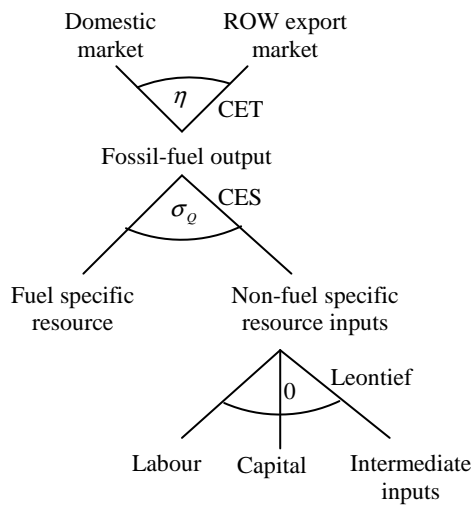 Domestic
market
ROW export
market
η
CET
Fossil-fuel output
CES
σQ
Fuel specific
resource
Non-fuel specific
resource inputs
Leontief
0
Labour
Capital
Intermediate
inputs